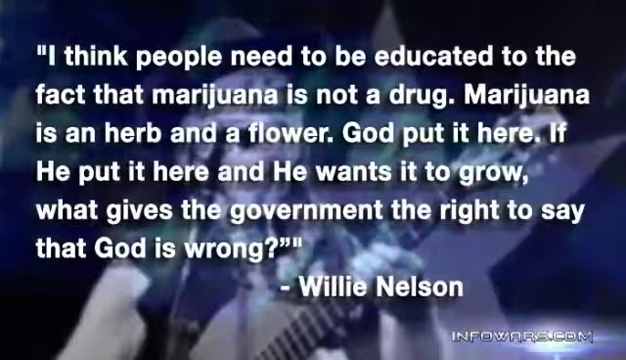 "I think people need to be educated to the
fact that marijuana is not a drug. Marijuana
is an herb and a flower. God put it here. If
He put it here and He wants it to grow,
what gives the government the right to say
that God is wrong?”"
- Willie Nelson
INFOWARS.COM